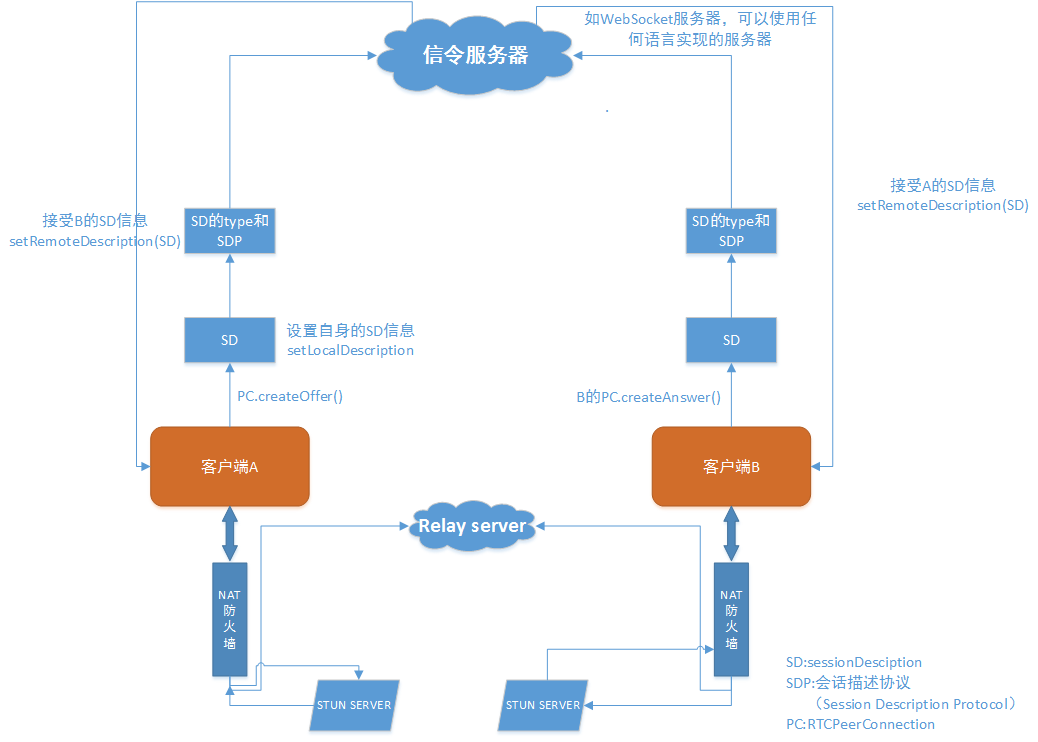 如WebSocket服务器，可以使用任
何语言实现的服务器
信令服务器
接受B的SD信息
setRemoteDescription(SD)
SD的type和
SDP
SD的type和
SDP
接受A的SD信息
setRemoteDescription(SD)
SD
设置自身的SD信息
setLocalDescription
SD
PC.createOffer()
B的PC.createAnswer()
客户端A
客户端B
Relay server
NAT
防
火
墙
NAT
防
火
墙
STUN SERVER
STUN SERVER
SD:sessionDesciption
SDP:会话描述协议
（Session Description Protocol）
PC:RTCPeerConnection